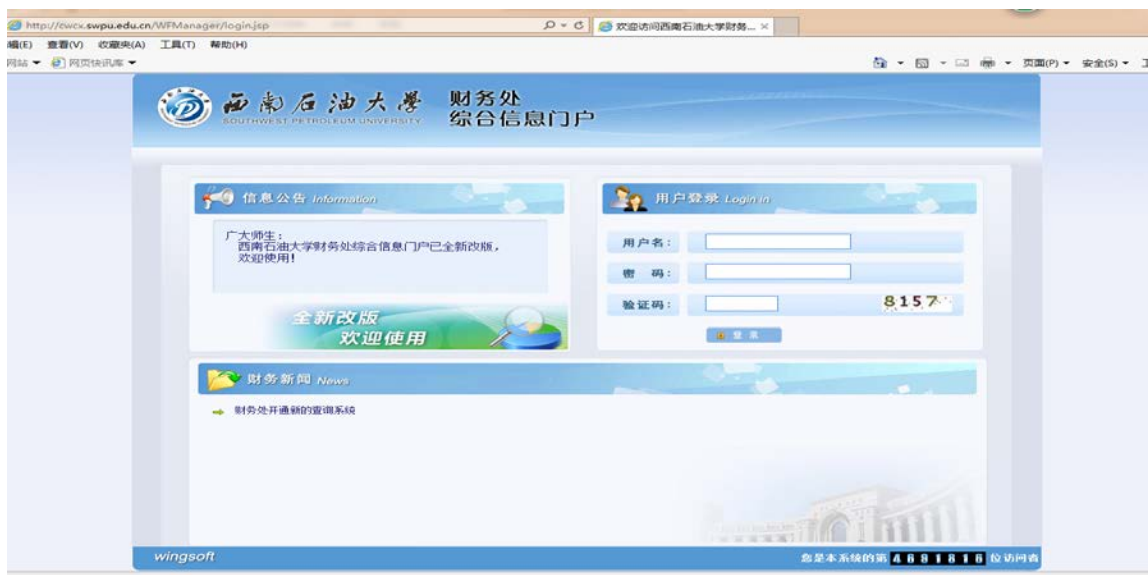 http://cwcx.swpu.edu.cn/WFManager/login.jsp
欢迎访问西南石油大学财务... ×
编辑(E) 查看(V) 收藏夹(A) 工具(T) 帮助(H)
网站 网页快讯库
页面(P) 安全(S)
西南石油大学
SOUTHWEST PETROLEUM UNIVERSITY
财务处
综合信息门户
信息公告 Information
广大师生：
西南石油大学财务处综合信息门户已全新改版，
欢迎使用！
全新改版
欢迎使用
用户登录 Login in
用户名：
密 码：
验证码：
8157
登 录
财务新闻 News
财务处开通新的查询系统
wingsoft
您是本系统的第 4681816 位访问者